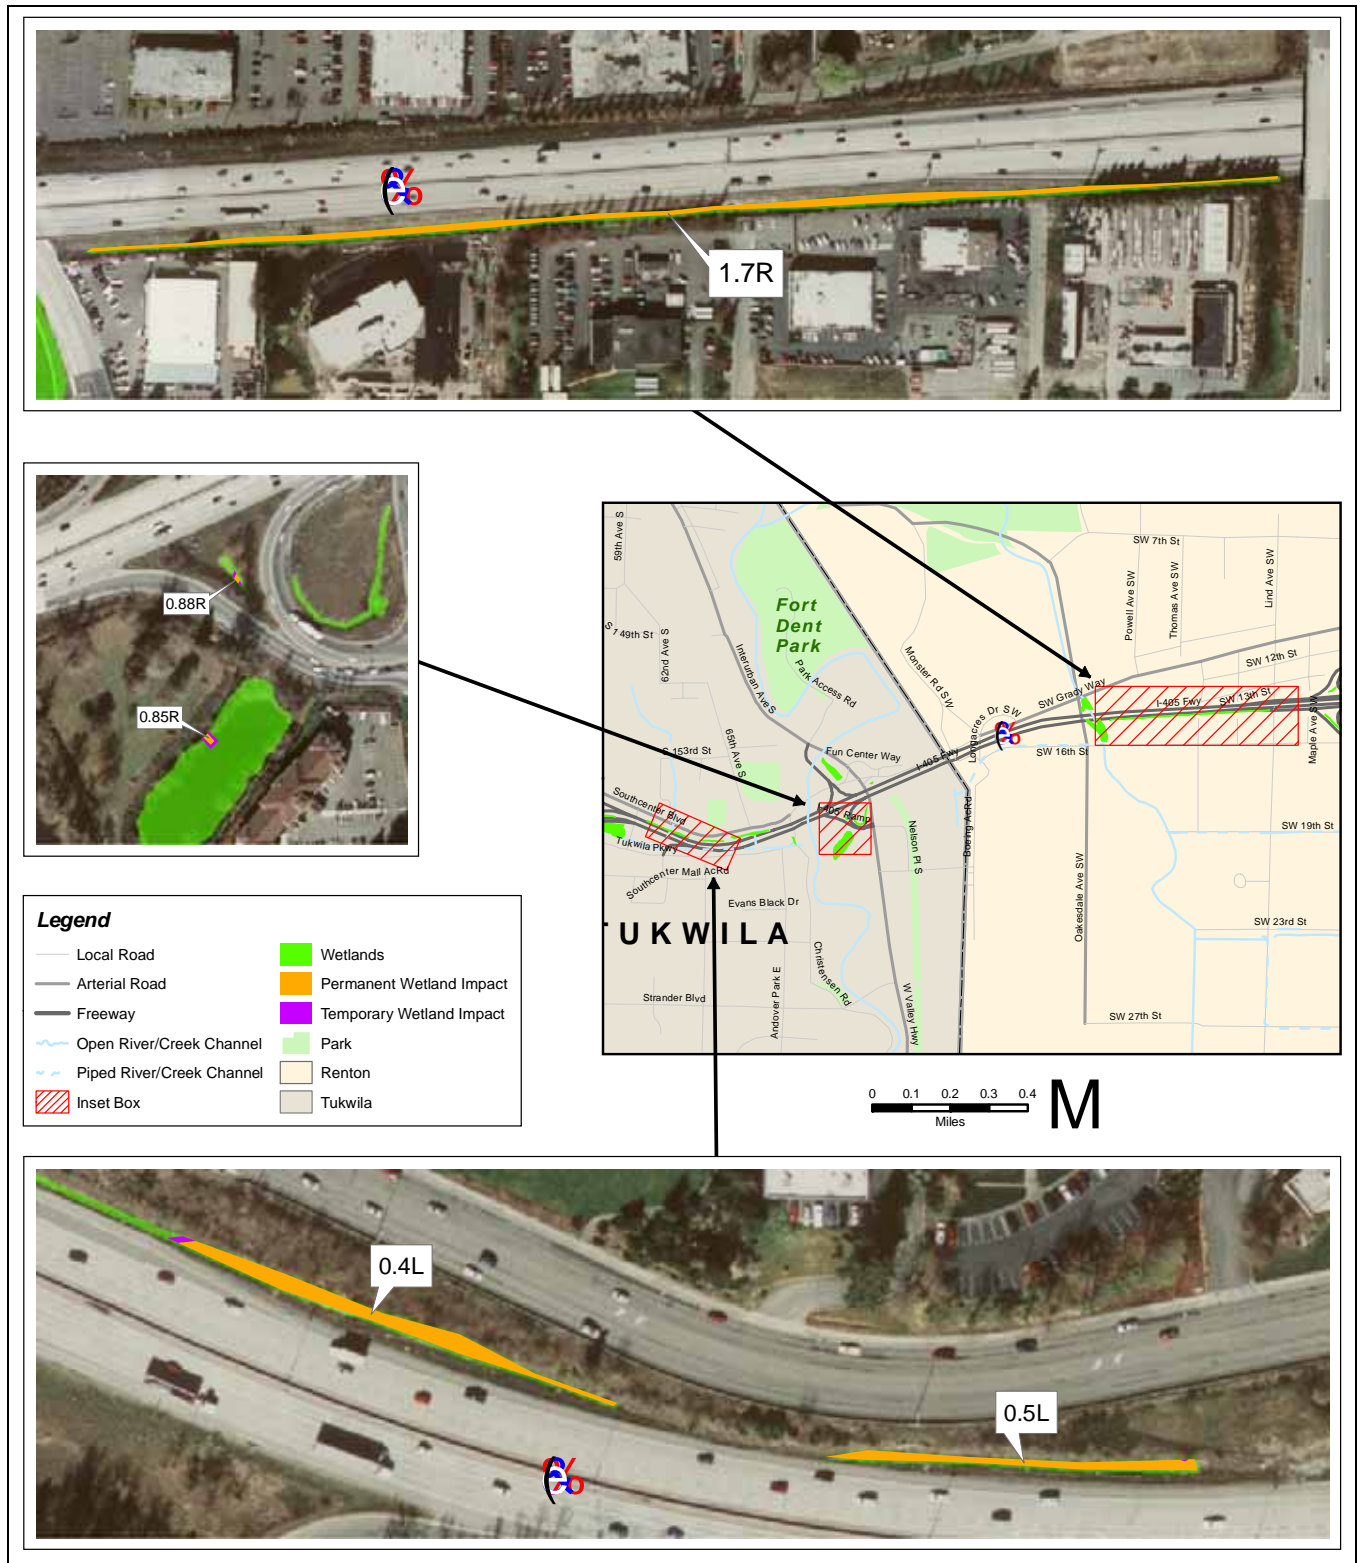 1.7R
0.88R
0.85R
59th Ave S
S 149th St
62nd Ave S
Interurban Ave S
Fort
Dent
Park
Park Access Rd
Monster Rd SW
SW 7th St
Powell Ave SW
Thomas Ave SW
Lind Ave SW
SW 12th St
SW Grady Way
I-405 Fwy
SW 13th St
Maple Ave SW
Longacres Dr SW
SW 16th St
65th Ave S
S 153rd St
Fun Center Way
I-405 Fwy
Southcenter Blvd
I-405 Ramp
Tukwila Pkwy
Southcenter Mall AcRd
Nelson Pl S
Boeing AcRd
SW 19th St
Oakesdale Ave SW
Evans Black Dr
TUKWILA
Christensen Rd
SW 23rd St
Strander Blvd
Andover Park E
W Valley Hwy
SW 27th St
Legend
Local Road
Arterial Road
Freeway
Open River/Creek Channel
Piped River/Creek Channel
Inset Box
Wetlands
Permanent Wetland Impact
Temporary Wetland Impact
Park
Renton
Tukwila
0 0.1 0.2 0.3 0.4
Miles
M
0.4L
0.5L